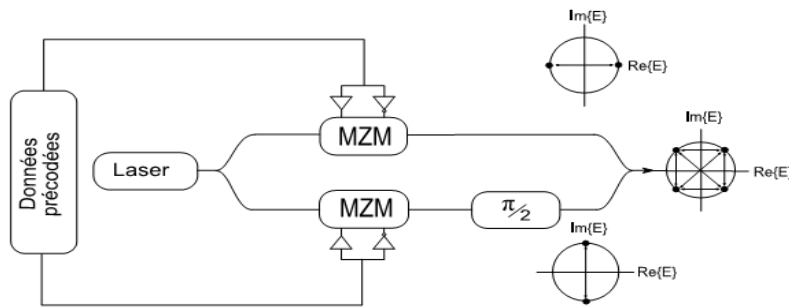 Im{E}
Re{E}
Données
précodées
Laser
MZM
MZM
π/2
Im{E}
Re{E}
Im{E}
Re{E}